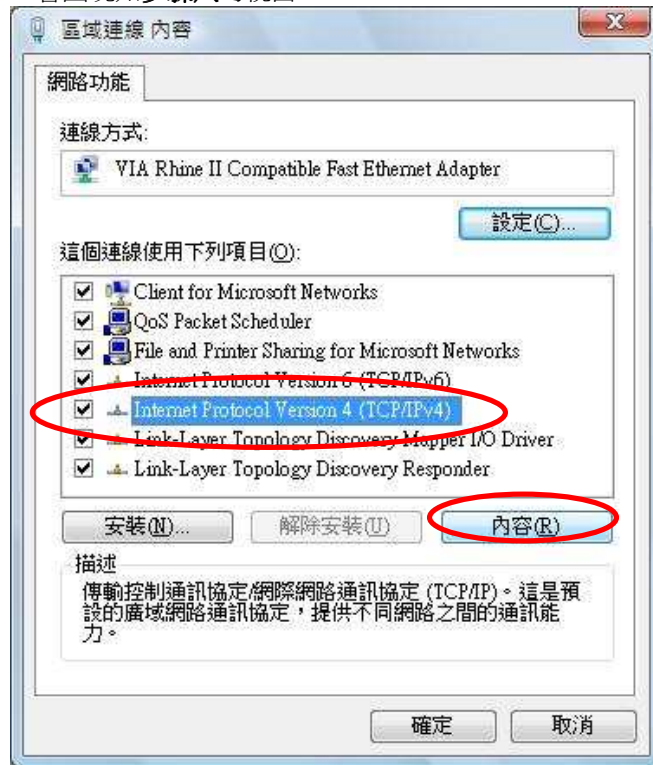 區域連線 內容
網路功能
連線方式:
VIA Rhine II Compatible Fast Ethernet Adapter
設定(C)...
這個連線使用下列項目(O):
Client for Microsoft Networks
QoS Packet Scheduler
File and Printer Sharing for Microsoft Networks
Internet Protocol Version 6 (TCP/IPv6)
Internet Protocol Version 4 (TCP/IPv4)
Link-Layer Topology Discovery Mapper I/O Driver
Link-Layer Topology Discovery Responder
安裝(N)... 解除安裝(U) 內容(R)
描述
傳輸控制通訊協定/網際網路通訊協定 (TCP/IP)。這是預
設的廣域網路通訊協定，提供不同網路之間的通訊能
力。
確定 取消